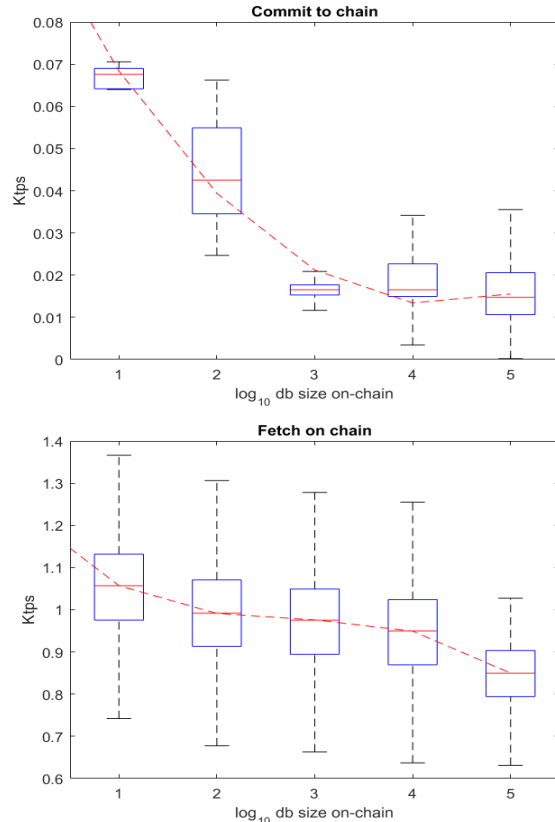 Commit to chain
0.08
0.07
0.06
0.05
0.04
0.03
0.02
0.01
0
Ktps
1 2 3 4 5
log10 db size on-chain
Fetch on chain
1.4
1.3
1.2
1.1
1
0.9
0.8
0.7
0.6
Ktps
1 2 3 4 5
log10 db size on-chain